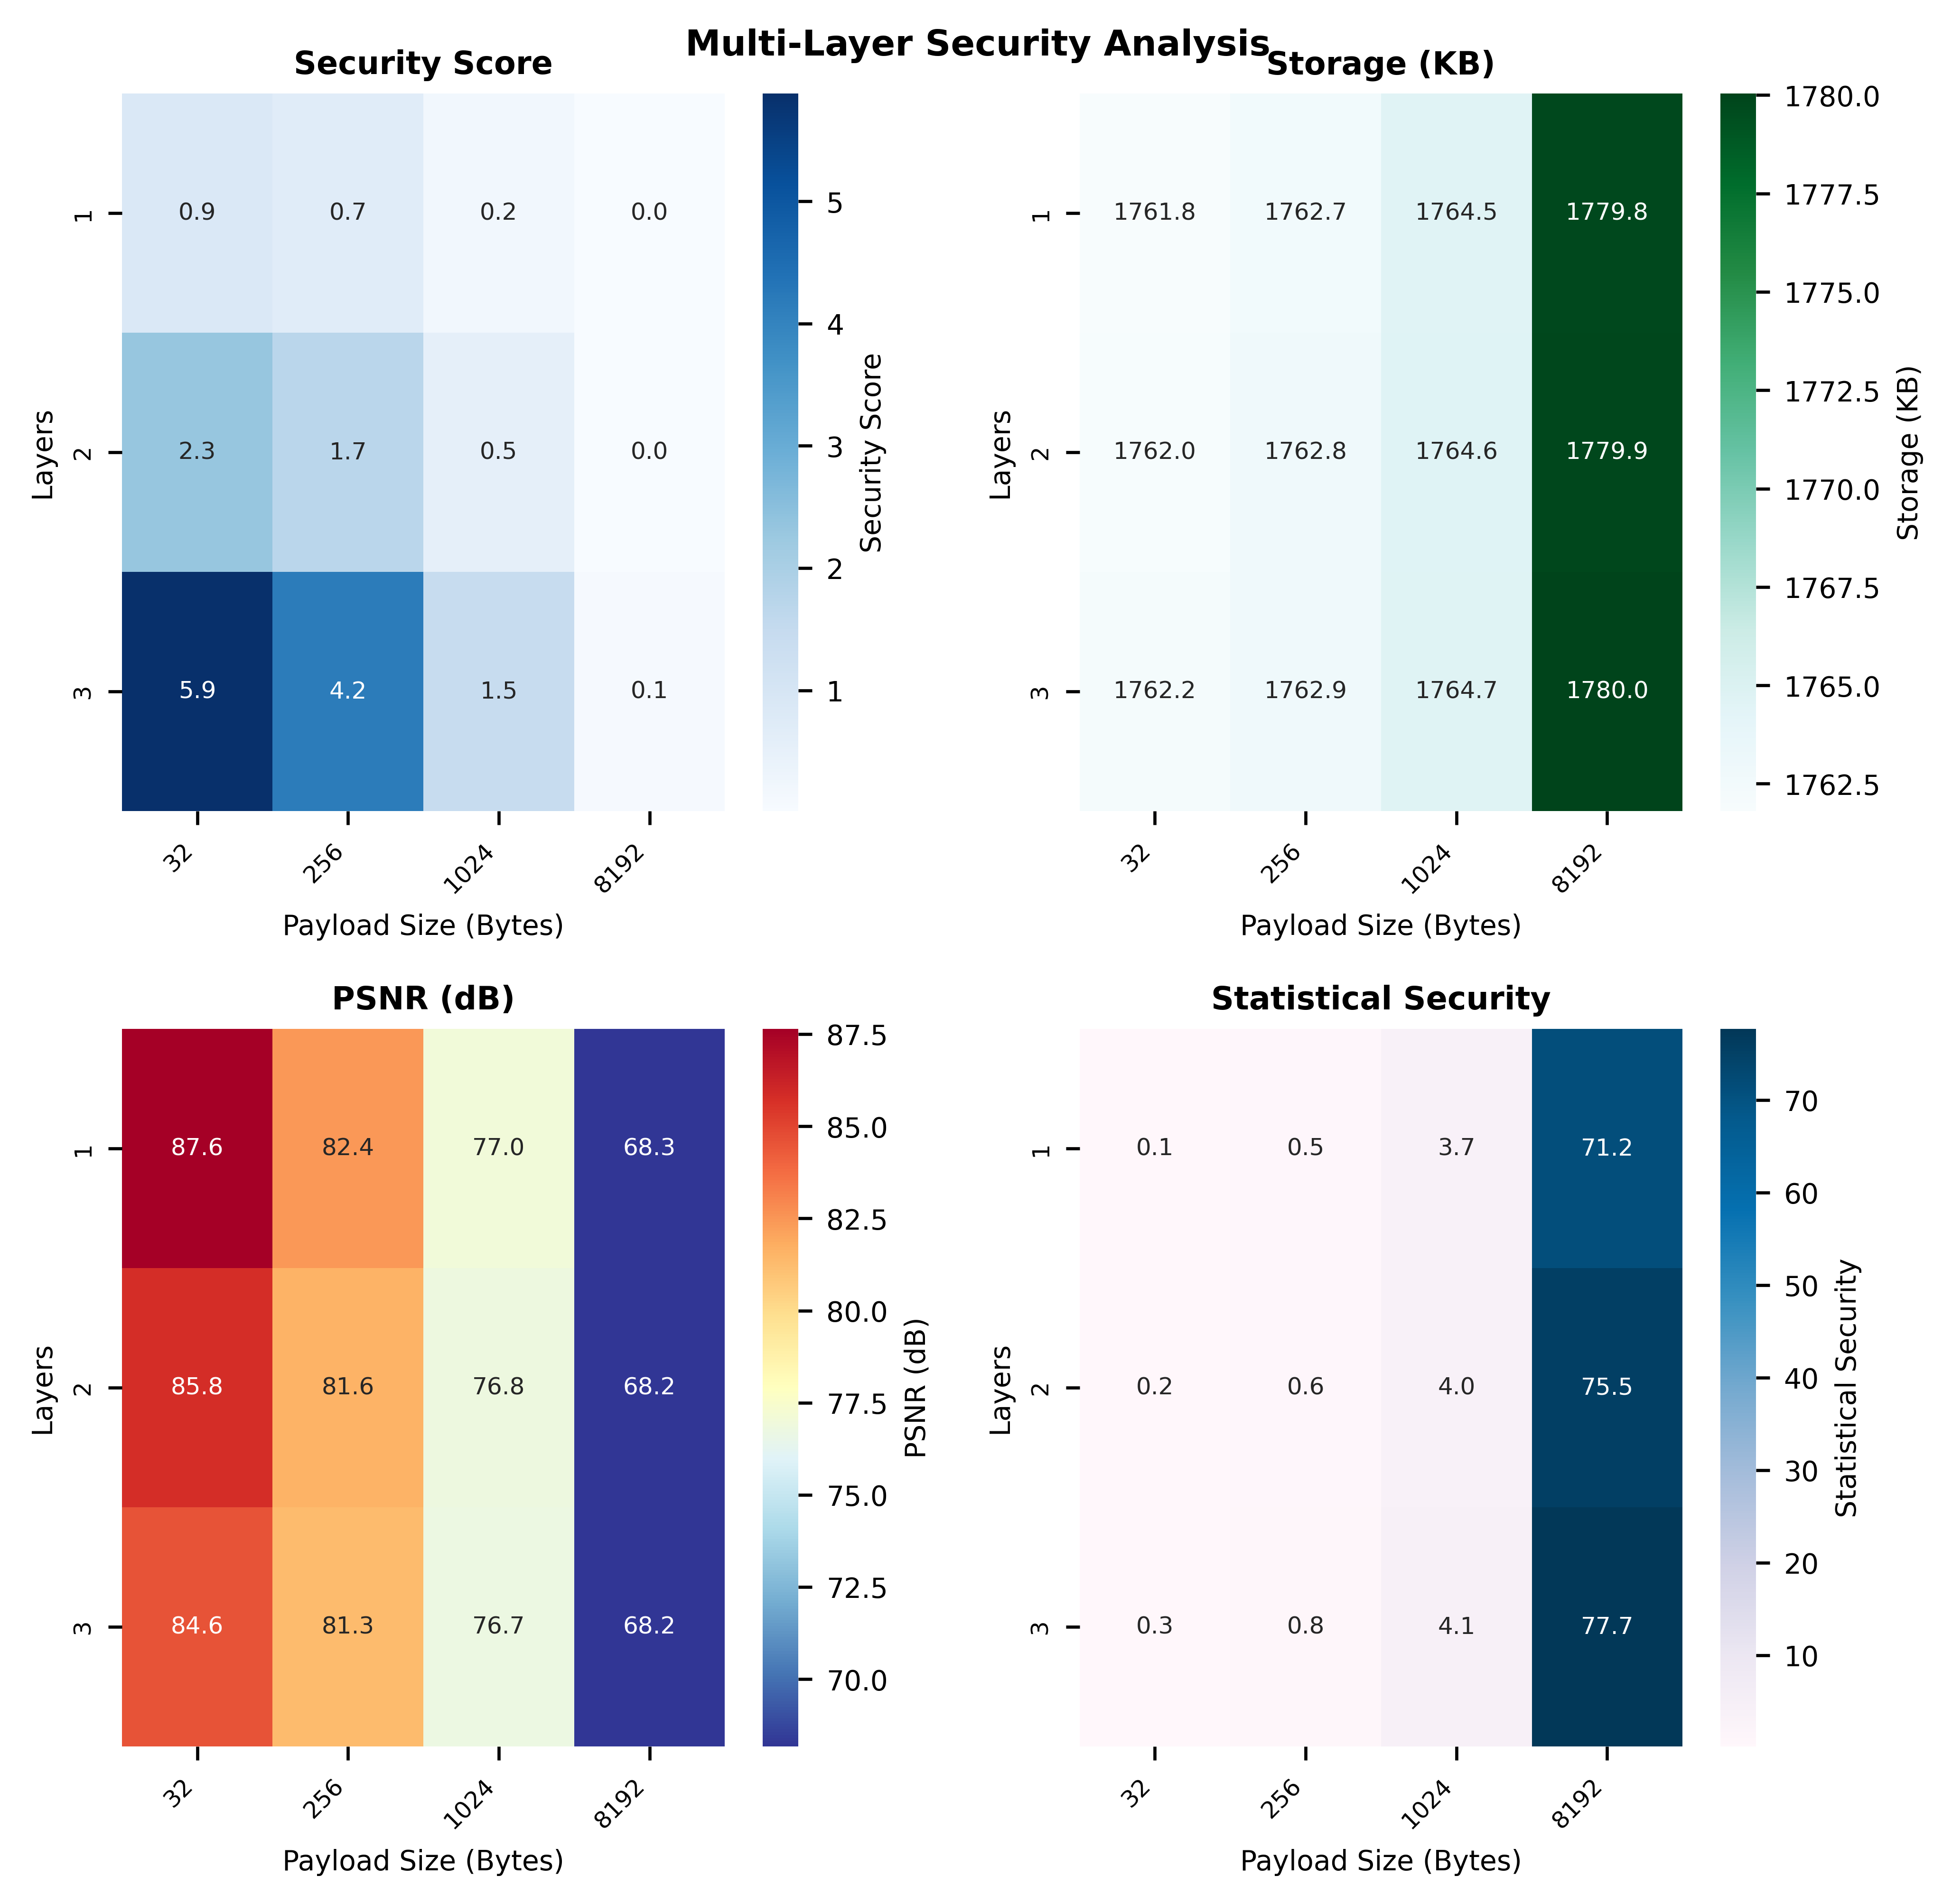 Multi-Layer Security Analysis
Security Score
0.9 0.7 0.2 0.0
2.3 1.7 0.5 0.0
5.9 4.2 1.5 0.1
1
2
3
Layers
32 256 1024 8192
Payload Size (Bytes)
5
4
3
2
1
Security Score
Storage (KB)
1761.8 1762.7 1764.5 1779.8
1762.0 1762.8 1764.6 1779.9
1762.2 1762.9 1764.7 1780.0
1
2
3
Layers
32 256 1024 8192
Payload Size (Bytes)
1780.0
1777.5
1775.0
1772.5
1770.0
1767.5
1765.0
1762.5
Storage (KB)
PSNR (dB)
87.6 82.4 77.0 68.3
85.8 81.6 76.8 68.2
84.6 81.3 76.7 68.2
1
2
3
Layers
32 256 1024 8192
Payload Size (Bytes)
87.5
85.0
82.5
80.0
77.5
75.0
72.5
70.0
PSNR (dB)
Statistical Security
0.1 0.5 3.7 71.2
0.2 0.6 4.0 75.5
0.3 0.8 4.1 77.7
1
2
3
Layers
32 256 1024 8192
Payload Size (Bytes)
70
60
50
40
30
20
10
Statistical Security